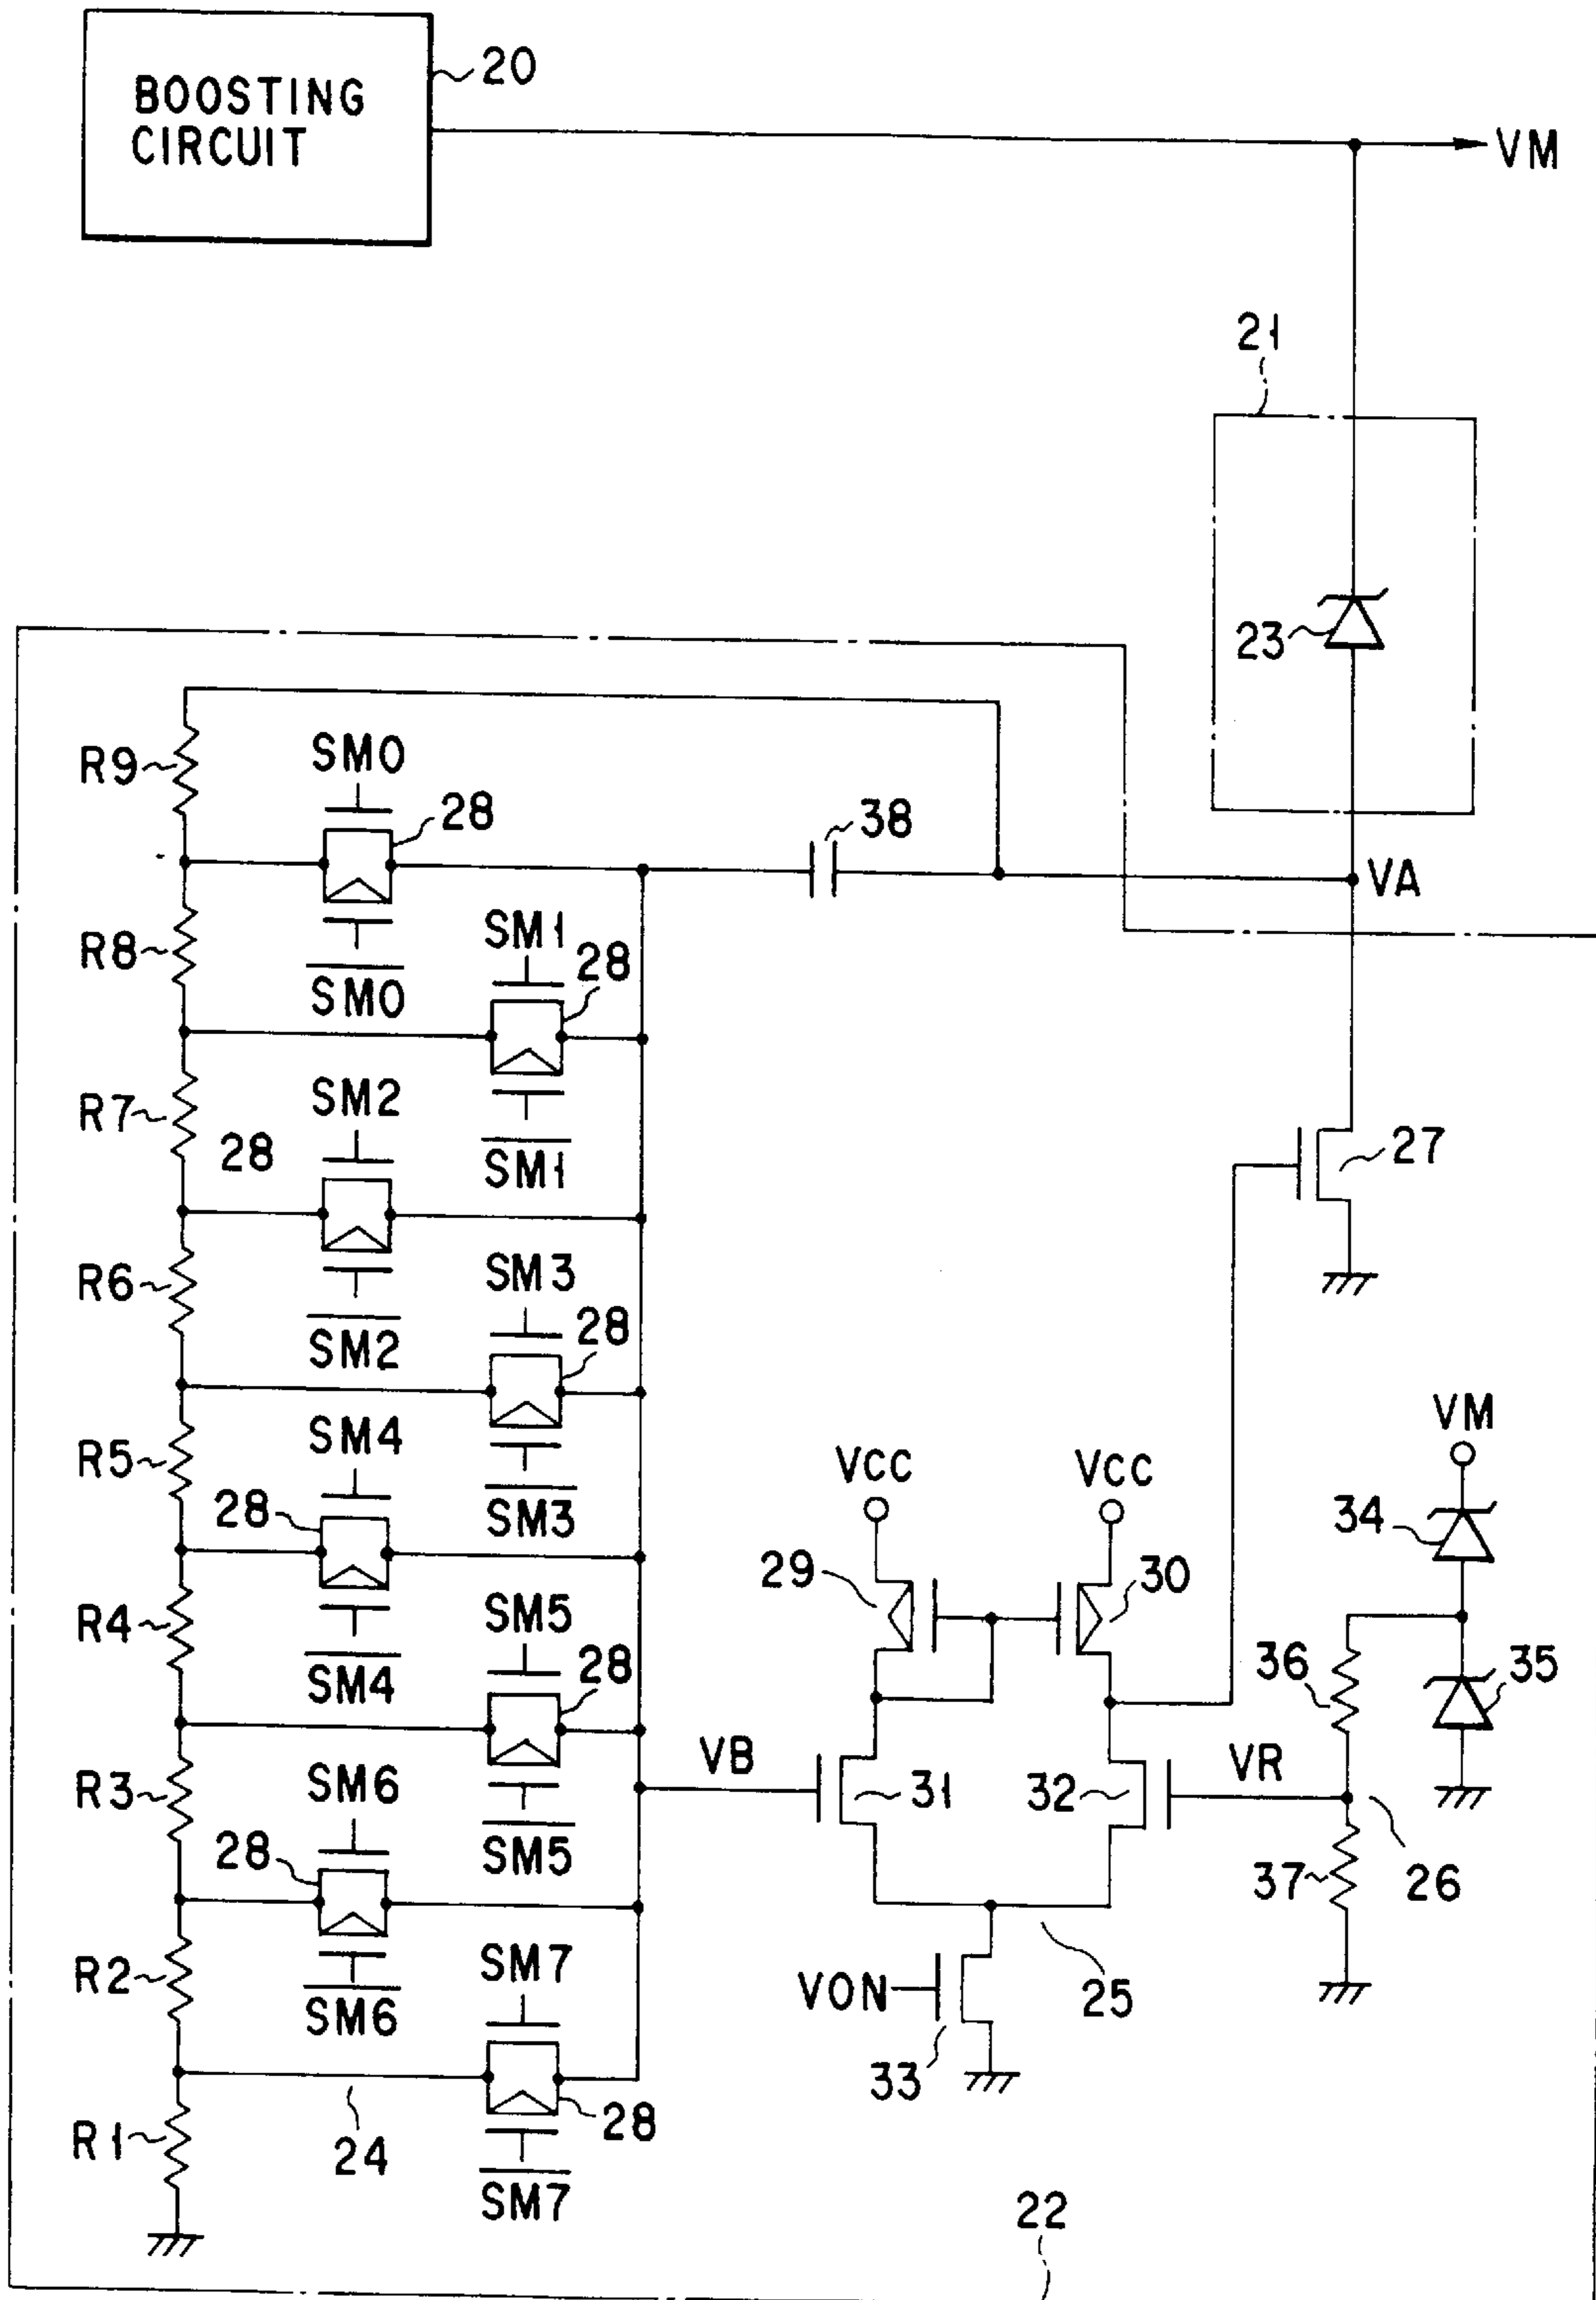 BOOSTING
CIRCUIT
20
VM
21
23
R9
SM0
28
38
VA
R8
SM0
SM1
28
R7
SM2
28
SM1
27
R6
SM3
28
SM2
R5
SM4
28
SM3
VCC
VCC
VM
34
29
30
R4
SM5
28
SM4
36
35
R3
SM6
28
SM5
VB
31
32
VR
37
26
R2
SM7
SM6
VON
25
33
R1
24
28
SM7
22